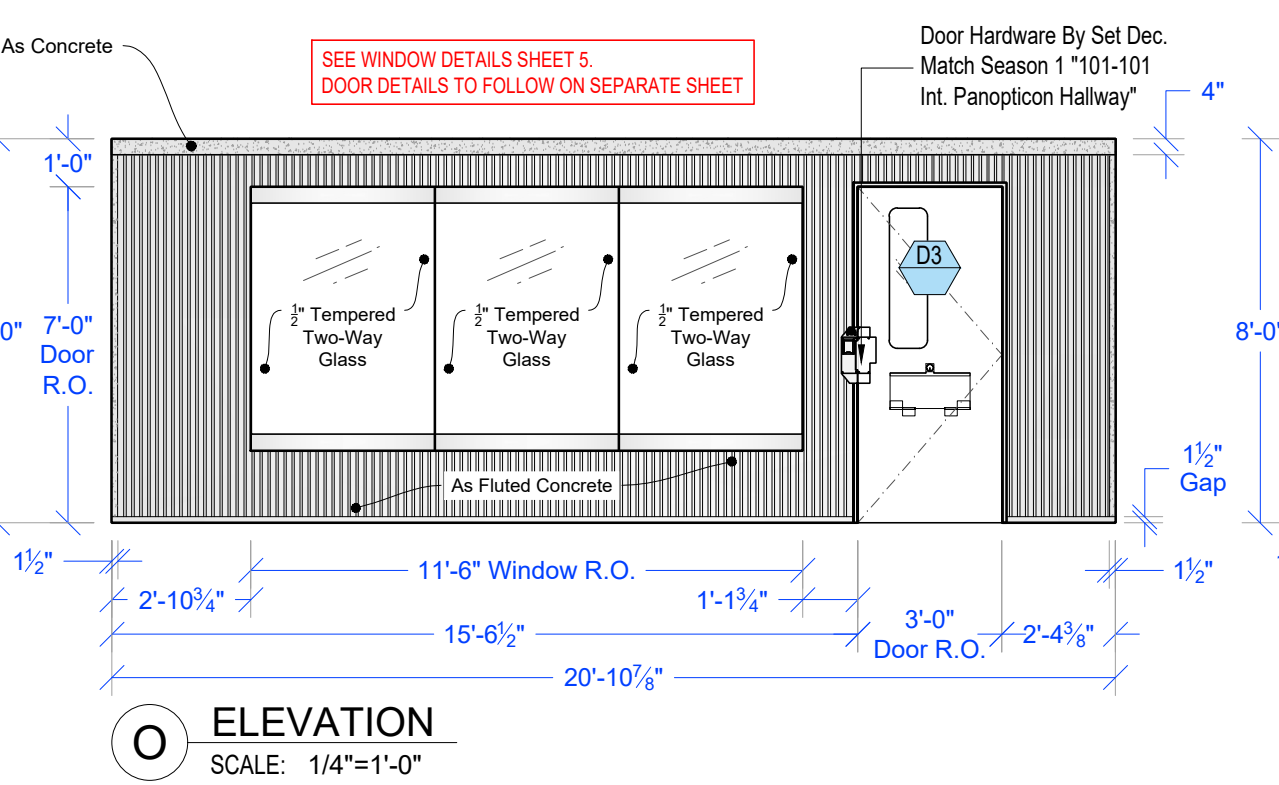 As Concrete
SEE WINDOW DETAILS SHEET 5.
DOOR DETAILS TO FOLLOW ON SEPARATE SHEET
Door Hardware By Set Dec.
Match Season 1 "101-101
Int. Panopticon Hallway"
4"
1'-0"
D3
½" Tempered
Two-Way
Glass
½" Tempered
Two-Way
Glass
½" Tempered
Two-Way
Glass
0"
7'-0"
Door
R.O.
8'-0"
As Fluted Concrete
1½"
Gap
1½"
11'-6" Window R.O.
1½"
2'-10¾"
1'-1¾"
15'-6½"
3'-0"
Door R.O.
2'-4⅜"
20'-10⅞"
O
ELEVATION
SCALE: 1/4"=1'-0"